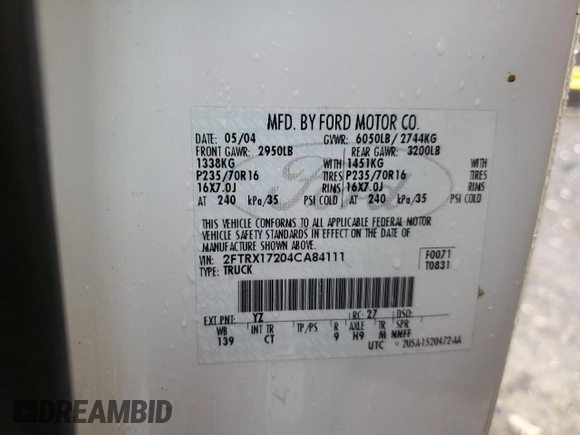 MFD. BY FORD MOTOR CO.
DATE: 05/04 GVWR: 6050LB/ 2744KG
FRONT GAWR: 2950LB REAR GAWR: 3200LB
1338KG WITH 1451KG WITH
P235/70R16 TIRES P235/70R16 TIRES
16X7.0J RIMS 16X7.0J RIMS
AT 240 kPa/35 PSI COLD AT 240 kPa/35 PSI COLD
THIS VEHICLE CONFORMS TO ALL APPLICABLE FEDERAL MOTOR
VEHICLE SAFETY STANDARDS IN EFFECT ON THE DATE OF
MANUFACTURE SHOWN ABOVE.
VIN: 2FTRX17204CA84111 F0071
TYPE: TRUCK T0831
EXT PNT: YZ RC: 27 DSO:
WB INT TR TP/PS R AXLE TR SPR
139 CT 9 H9 M NNFF
UTC 2U5A-1520472-AA
Ford
DREAMBID